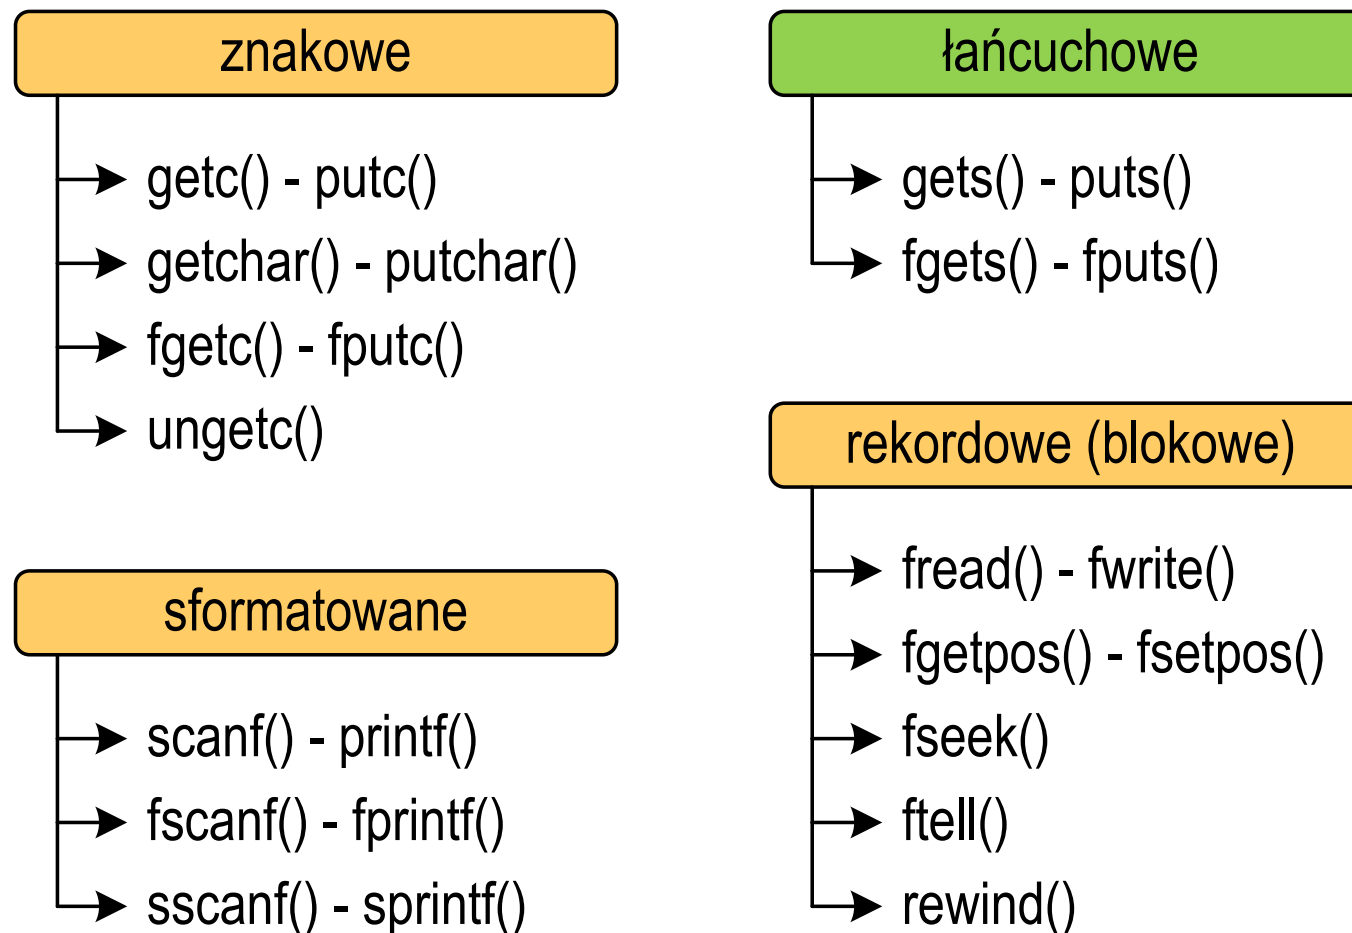 znakowe
getc() - putc()
getchar() - putchar()
fgetc() - fputc()
ungetc()
sformatowane
scanf() - printf()
fscanf() - fprintf()
sscanf() - sprintf()
łańcuchowe
gets() - puts()
fgets() - fputs()
rekordowe (blokowe)
fread() - fwrite()
fgetpos() - fsetpos()
fseek()
ftell()
rewind()